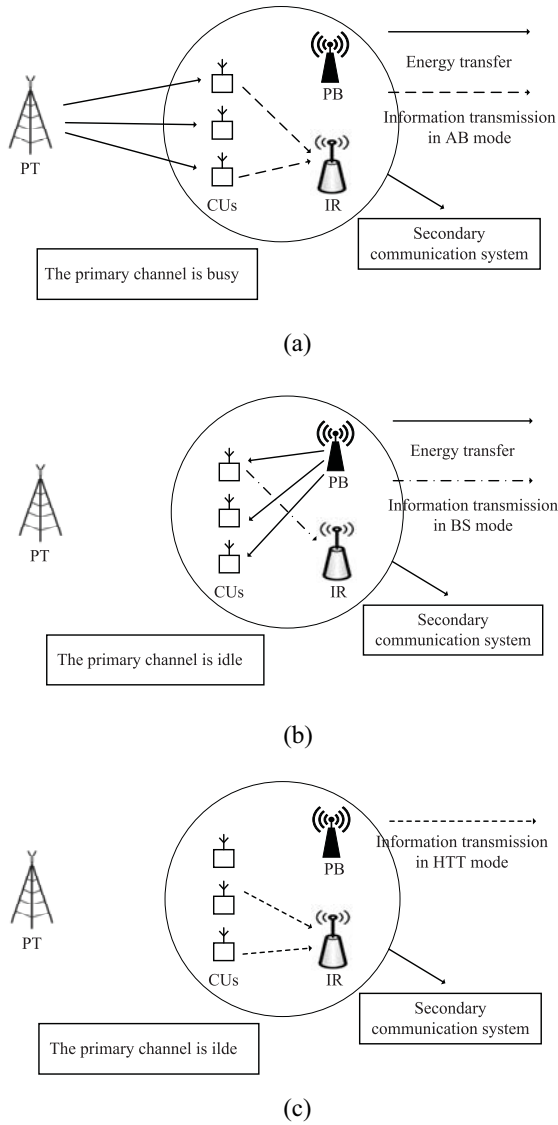 PB
Energy transfer
Information transmission
in AB mode
PT
CUs
IR
Secondary
communication system
The primary channel is busy
(a)
PB
Energy transfer
Information transmission
in BS mode
PT
CUs
IR
Secondary
communication system
The primary channel is idle
(b)
PB
Information transmission
in HTT mode
PT
CUs
IR
Secondary
communication system
The primary channel is ilde
(c)